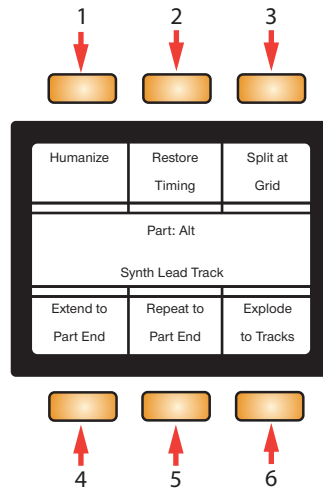 1 2 3
Humanize Restore Split at
Timing Grid
Part: Alt
Synth Lead Track
Extend to Repeat to Explode
Part End Part End to Tracks
4 5 6